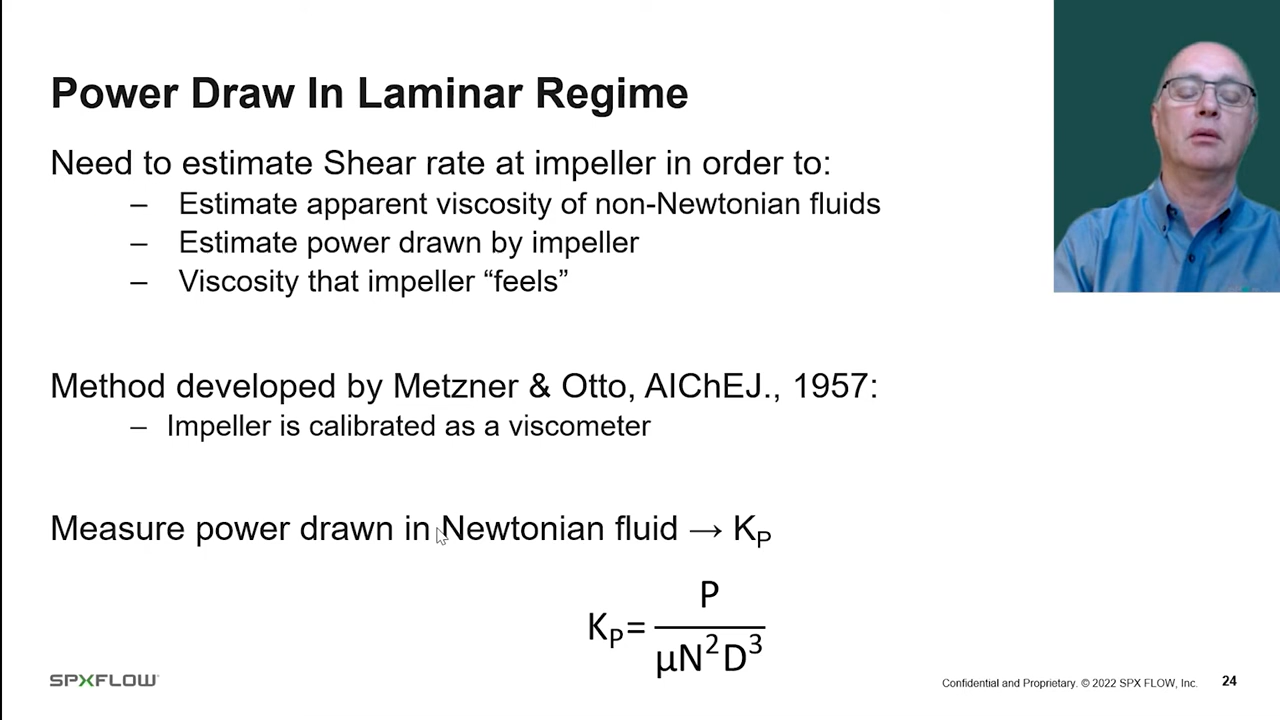 Power Draw In Laminar Regime
Need to estimate Shear rate at impeller in order to:
– Estimate apparent viscosity of non-Newtonian fluids
– Estimate power drawn by impeller
– Viscosity that impeller “feels”
Method developed by Metzner & Otto, AIChEJ., 1957:
– Impeller is calibrated as a viscometer
Measure power drawn in Newtonian fluid → K_P
K_P = P / μN²D³
SPXFLOW
Confidential and Proprietary. © 2022 SPX FLOW, Inc. 24